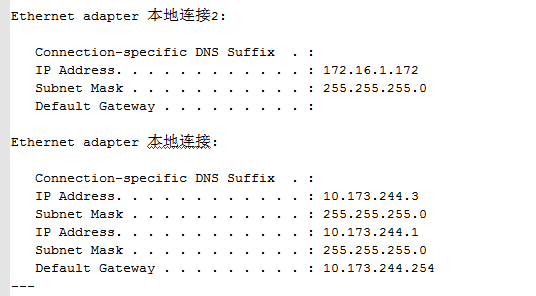 Ethernet adapter 本地连接2:
Connection-specific DNS Suffix  . :
IP Address. . . . . . . . . . . . : 172.16.1.172
Subnet Mask . . . . . . . . . . . : 255.255.255.0
Default Gateway . . . . . . . . . :
Ethernet adapter 本地连接:
Connection-specific DNS Suffix  . :
IP Address. . . . . . . . . . . . : 10.173.244.3
Subnet Mask . . . . . . . . . . . : 255.255.255.0
IP Address. . . . . . . . . . . . : 10.173.244.1
Subnet Mask . . . . . . . . . . . : 255.255.255.0
Default Gateway . . . . . . . . . : 10.173.244.254
---